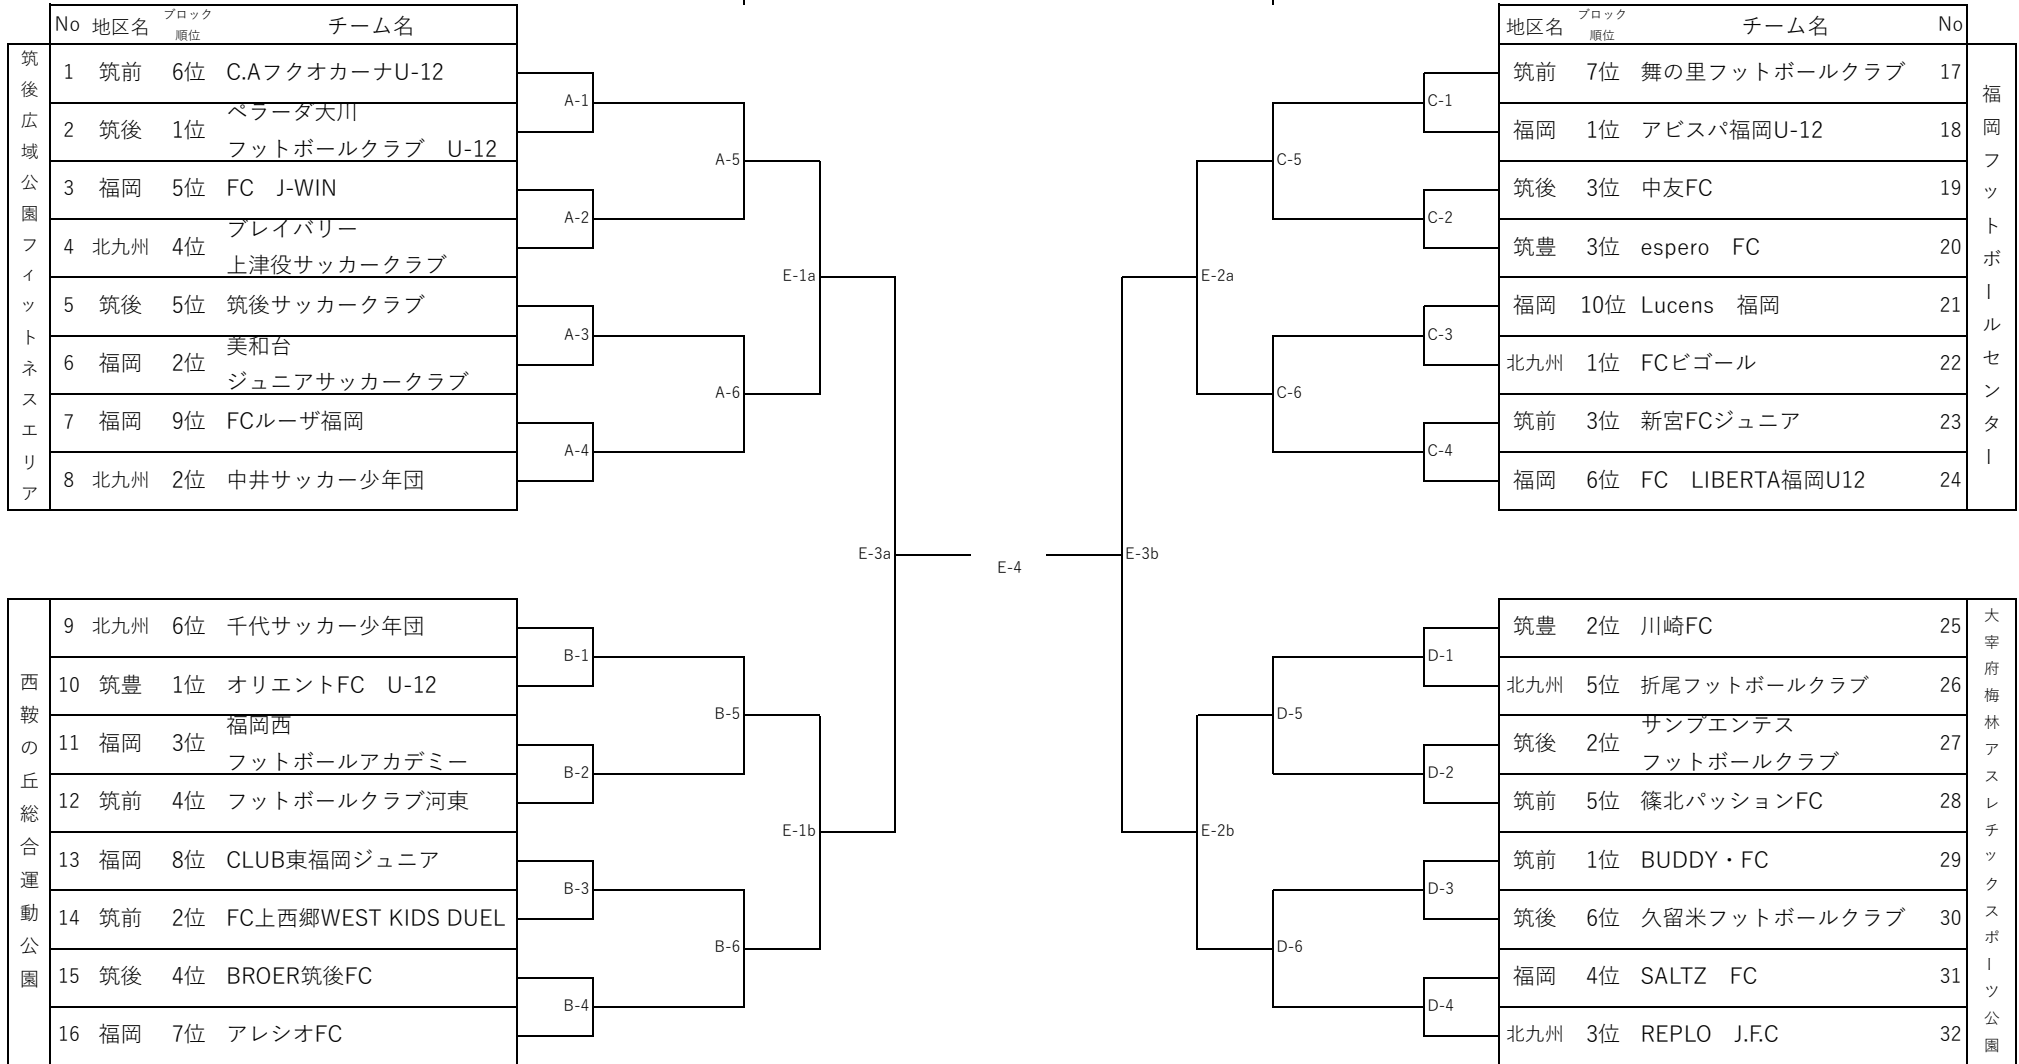 No 地区名 ブロック順位 チーム名
筑後広域公園フィットネスエリア
1 筑前 6位 C.AフクオカーナU-12
2 筑後 1位 ペラーダ大川
フットボールクラブ　U-12
3 福岡 5位 FC　J-WIN
4 北九州 4位 ブレイバリー
上津役サッカークラブ
5 筑後 5位 筑後サッカークラブ
6 福岡 2位 美和台
ジュニアサッカークラブ
7 福岡 9位 FCルーザ福岡
8 北九州 2位 中井サッカー少年団
A-1
A-2
A-3
A-4
A-5
A-6
E-1a
西鞍の丘総合運動公園
9 北九州 6位 千代サッカー少年団
10 筑豊 1位 オリエントFC　U-12
11 福岡 3位 福岡西
フットボールアカデミー
12 筑前 4位 フットボールクラブ河東
13 福岡 8位 CLUB東福岡ジュニア
14 筑前 2位 FC上西郷WEST KIDS DUEL
15 筑後 4位 BROER筑後FC
16 福岡 7位 アレシオFC
B-1
B-2
B-3
B-4
B-5
B-6
E-1b
E-3a
E-4
E-3b
地区名 ブロック順位 チーム名 No
福岡フットボールセンター
筑前 7位 舞の里フットボールクラブ 17
福岡 1位 アビスパ福岡U-12 18
筑後 3位 中友FC 19
筑豊 3位 espero　FC 20
福岡 10位 Lucens　福岡 21
北九州 1位 FCビゴール 22
筑前 3位 新宮FCジュニア 23
福岡 6位 FC　LIBERTA福岡U12 24
C-1
C-2
C-3
C-4
C-5
C-6
E-2a
大宰府梅林アスレチックスポーツ公園
筑豊 2位 川崎FC 25
北九州 5位 折尾フットボールクラブ 26
筑後 2位 サンプエンテス
フットボールクラブ 27
筑前 5位 篠北パッションFC 28
筑前 1位 BUDDY・FC 29
筑後 6位 久留米フットボールクラブ 30
福岡 4位 SALTZ　FC 31
北九州 3位 REPLO　J.F.C 32
D-1
D-2
D-3
D-4
D-5
D-6
E-2b